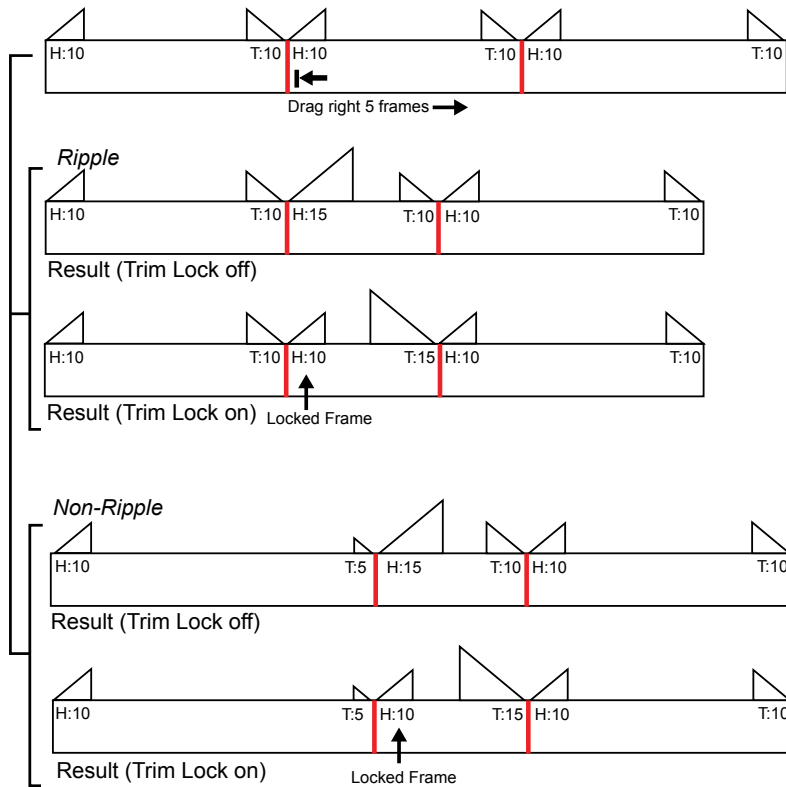 H:10 T:10 H:10 T:10 H:10 T:10
Drag right 5 frames
Ripple
H:10 T:10 H:15 T:10 H:10 T:10
Result (Trim Lock off)
H:10 T:10 H:10 T:15 H:10 T:10
Result (Trim Lock on) Locked Frame
Non-Ripple
H:10 T:5 H:15 T:10 H:10 T:10
Result (Trim Lock off)
H:10 T:5 H:10 T:15 H:10 T:10
Result (Trim Lock on) Locked Frame